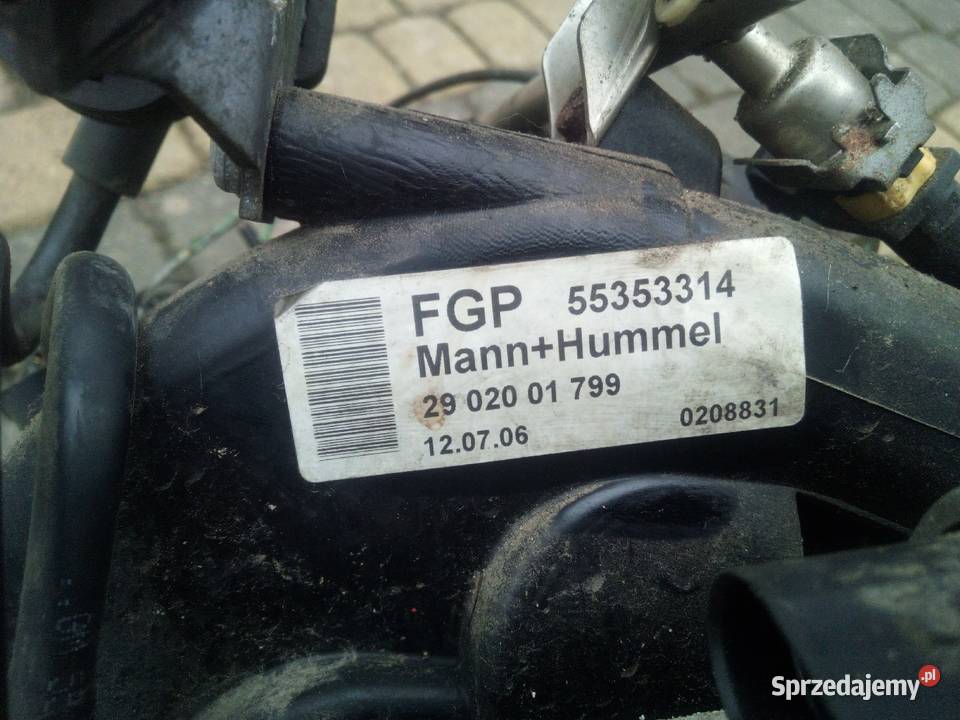 FGP 55353314
Mann+Hummel
29 020 01 799
12.07.06 0208831
Sprzedajemy.pl